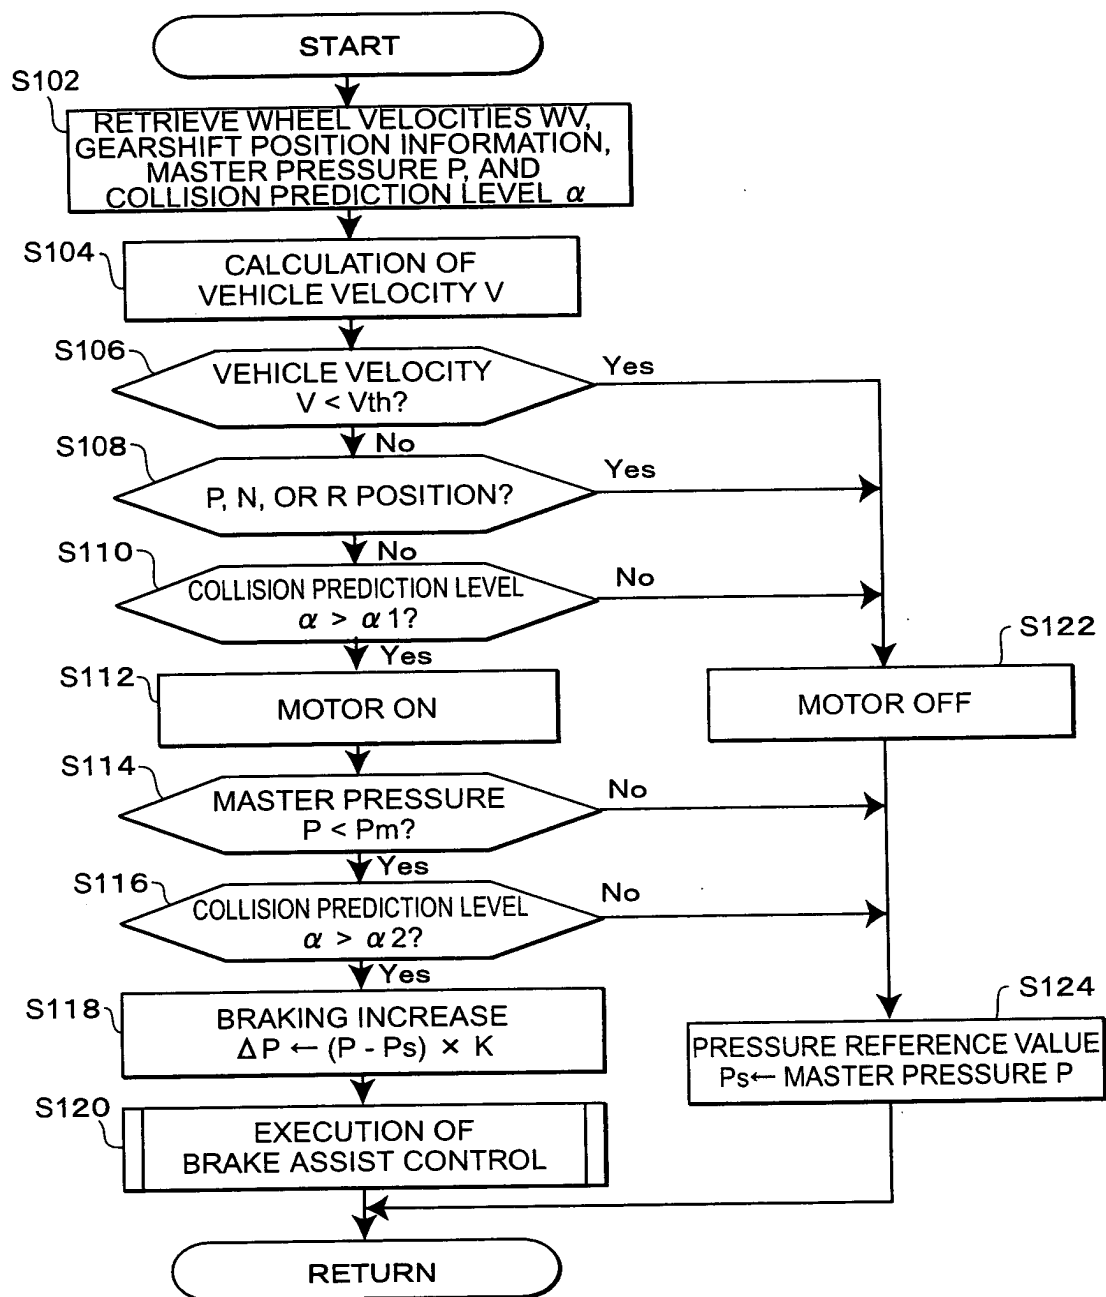 START
S102
RETRIEVE WHEEL VELOCITIES WV,
GEARSHIFT POSITION INFORMATION,
MASTER PRESSURE P, AND
COLLISION PREDICTION LEVEL α
S104
CALCULATION OF
VEHICLE VELOCITY V
S106
VEHICLE VELOCITY
V < Vth?
Yes
No
S108
P, N, OR R POSITION?
Yes
No
S110
COLLISION PREDICTION LEVEL
α > α1?
No
Yes
S112
MOTOR ON
S122
MOTOR OFF
S114
MASTER PRESSURE
P < Pm?
No
Yes
S116
COLLISION PREDICTION LEVEL
α > α2?
No
Yes
S118
BRAKING INCREASE
ΔP ← (P - Ps) × K
S124
PRESSURE REFERENCE VALUE
Ps← MASTER PRESSURE P
S120
EXECUTION OF
BRAKE ASSIST CONTROL
RETURN